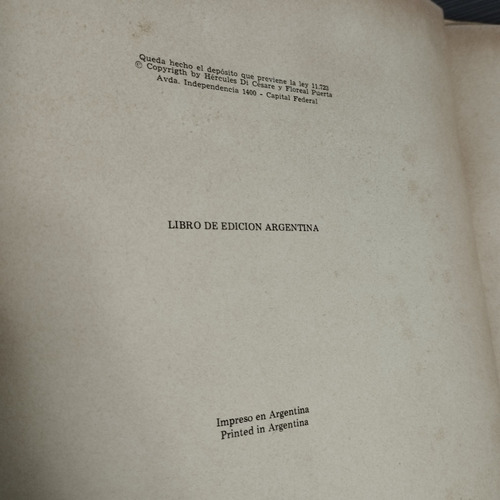 Queda hecho el depósito que previene la ley 11.723
© Copyrigth by Hércules Di Césare y Floreal Puerta
Avda. Independencia 1400 - Capital Federal
LIBRO DE EDICION ARGENTINA
Impreso en Argentina
Printed in Argentina